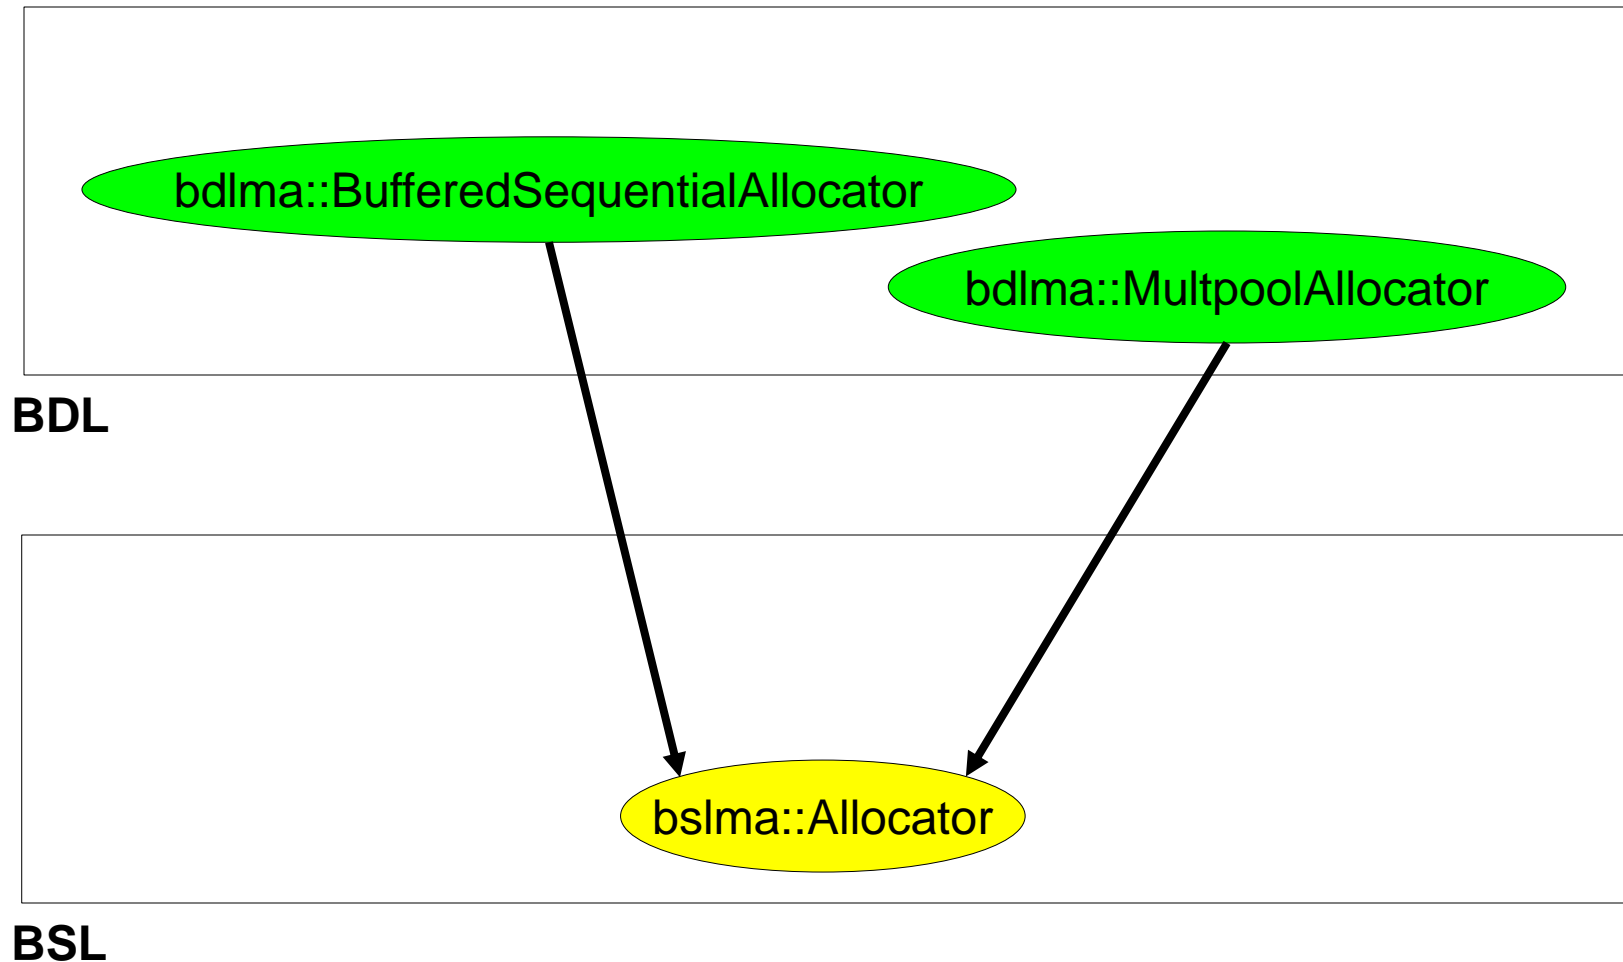 bdlma::BufferedSequentialAllocator
bdlma::MultpoolAllocator
BDL
bslma::Allocator
BSL